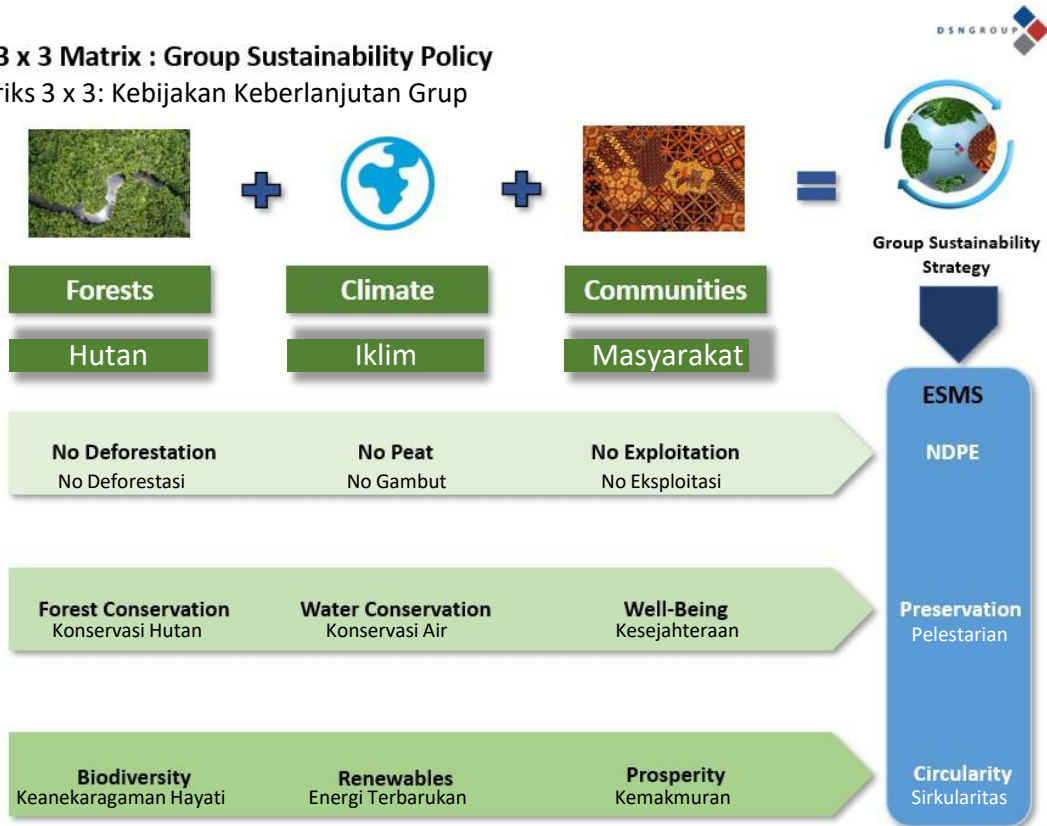 DSNGROUP
3 x 3 Matrix : Group Sustainability Policy
riks 3 x 3: Kebijakan Keberlanjutan Grup
Group Sustainability
Strategy
Forests
Climate
Communities
Hutan
Iklim
Masyarakat
ESMS
No Deforestation
No Peat
No Exploitation
NDPE
No Deforestasi
No Gambut
No Eksploitasi
Forest Conservation
Water Conservation
Well-Being
Preservation
Konservasi Hutan
Konservasi Air
Kesejahteraan
Pelestarian
Biodiversity
Renewables
Prosperity
Circularity
Keanekaragaman Hayati
Energi Terbarukan
Kemakmuran
Sirkularitas